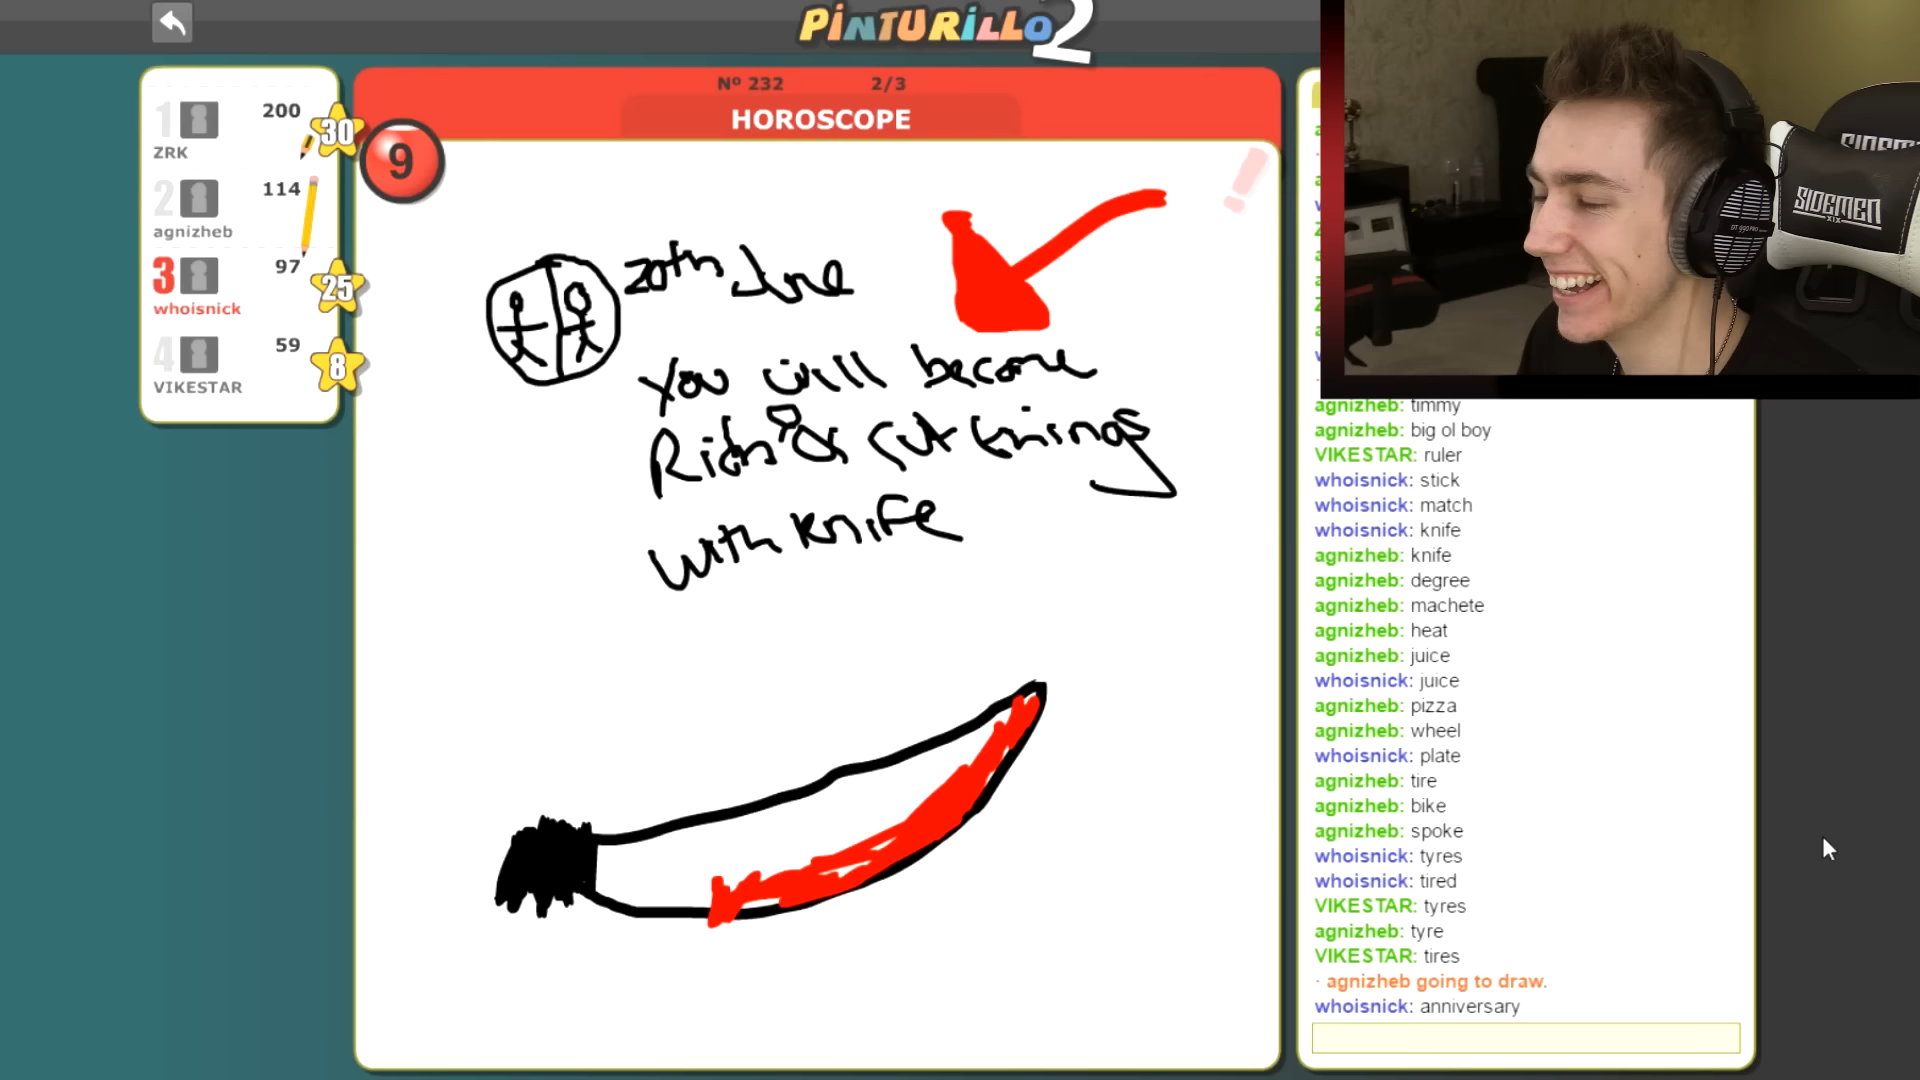 PINTURILLO 2
Nº 232 2/3
HOROSCOPE
9
1 200 30
ZRK
2 114
agnizheb
3 97 25
whoisnick
4 59 8
VIKESTAR
20th June
You will become
Rich & cut things
with knife
SIDEMEN
SIDEMEN
XIX
agnizheb: timmy
agnizheb: big ol boy
VIKESTAR: ruler
whoisnick: stick
whoisnick: match
whoisnick: knife
agnizheb: knife
agnizheb: degree
agnizheb: machete
agnizheb: heat
agnizheb: juice
whoisnick: juice
agnizheb: pizza
agnizheb: wheel
whoisnick: plate
agnizheb: tire
agnizheb: bike
agnizheb: spoke
whoisnick: tyres
whoisnick: tired
VIKESTAR: tyres
agnizheb: tyre
VIKESTAR: tires
· agnizheb going to draw.
whoisnick: anniversary